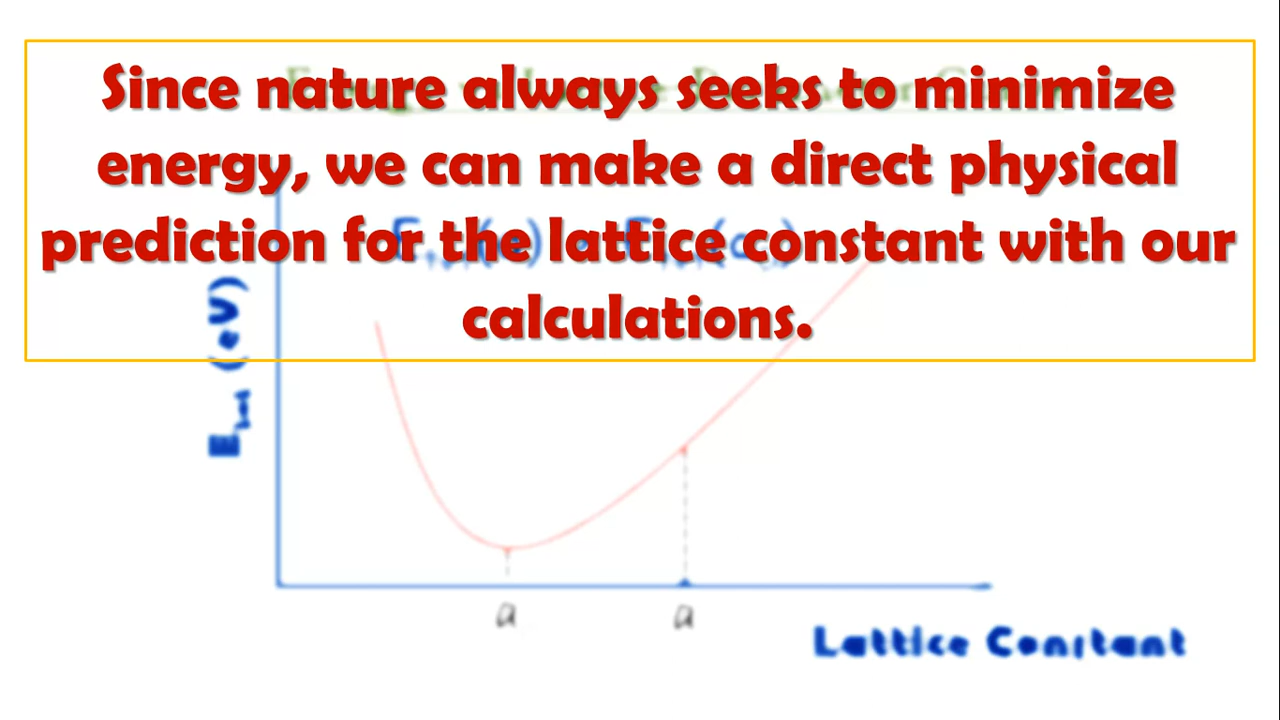 Since nature always seeks to minimize
energy, we can make a direct physical
prediction for the lattice constant with our
calculations.
(eV)
a
a
Lattice Constant